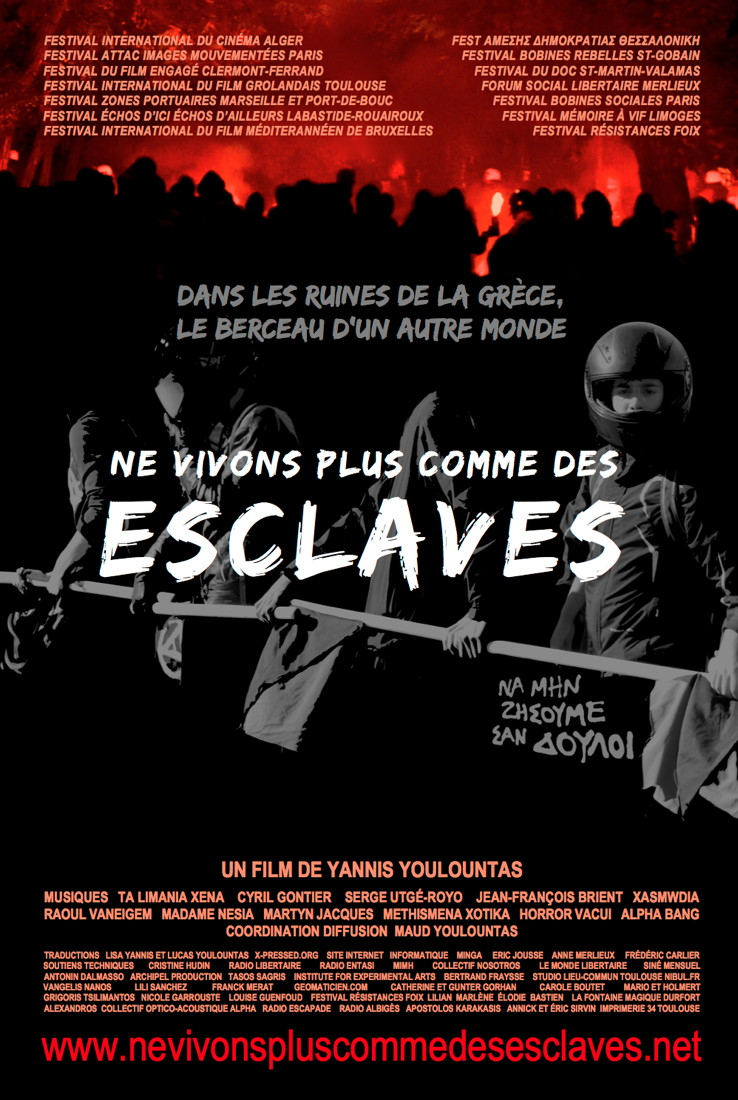 FESTIVAL INTERNATIONAL DU CINÉMA ALGER
FESTIVAL ATTAC IMAGES MOUVEMENTÉES PARIS
FESTIVAL DU FILM ENGAGÉ CLERMONT-FERRAND
FESTIVAL INTERNATIONAL DU FILM GROLANDAIS TOULOUSE
FESTIVAL ZONES PORTUAIRES MARSEILLE ET PORT-DE-BOUC
FESTIVAL ÉCHOS D'ICI ÉCHOS D'AILLEURS LABASTIDE-ROUAIROUX
FESTIVAL INTERNATIONAL DU FILM MÉDITERANNÉEN DE BRUXELLES
FEST ΑΜΕΣΗΣ ΔΗΜΟΚΡΑΤΙΑΣ ΘΕΣΣΑΛΟΝΙΚΗ
FESTIVAL BOBINES REBELLES ST-GOBAIN
FESTIVAL DU DOC ST-MARTIN-VALAMAS
FORUM SOCIAL LIBERTAIRE MERLIEUX
FESTIVAL BOBINES SOCIALES PARIS
FESTIVAL MÉMOIRE À VIF LIMOGES
FESTIVAL RÉSISTANCES FOIX
DANS LES RUINES DE LA GRÈCE,
LE BERCEAU D'UN AUTRE MONDE
NE VIVONS PLUS COMME DES
ESCLAVES
ΝΑ ΜΗΝ
ΖΗΣΟΥΜΕ
ΣΑΝ ΔΟΥΛΟΙ
UN FILM DE YANNIS YOULOUNTAS
MUSIQUES TA LIMANIA XENA CYRIL GONTIER SERGE UTGÉ-ROYO JEAN-FRANÇOIS BRIENT XASMWDIA
RAOUL VANEIGEM MADAME NESIA MARTYN JACQUES METHISMENA XOTIKA HORROR VACUI ALPHA BANG
COORDINATION DIFFUSION MAUD YOULOUNTAS
TRADUCTIONS LISA YANNIS ET LUCAS YOULOUNTAS X-PRESSED.ORG SITE INTERNET INFORMATIQUE MINGA ERIC JOUSSE ANNE MERLIEUX FRÉDÉRIC CARLIER
SOUTIENS TECHNIQUES CRISTINE HUDIN RADIO LIBERTAIRE RADIO ENTASI MIMH COLLECTIF NOSOTROS LE MONDE LIBERTAIRE SINÉ MENSUEL
ANTONIN DALMASSO ARCHIPEL PRODUCTION TASOS SAGRIS INSTITUTE FOR EXPERIMENTAL ARTS BERTRAND FRAYSSE STUDIO LIEU-COMMUN TOULOUSE NIBUL.FR
VANGELIS NANOS LILI SANCHEZ FRANCK MERAT GEOMATICIEN.COM CATHERINE ET GUNTER GORHAN CAROLE BOUTET MARIO ET HOLMERT
GRIGORIS TSILIMANTOS NICOLE GARROUSTE LOUISE GUENFOUD FESTIVAL RÉSISTANCES FOIX LILIAN MARLÈNE ÉLODIE BASTIEN LA FONTAINE MAGIQUE DURFORT
ALEXANDROS COLLECTIF OPTICO-ACOUSTIQUE ALPHA RADIO ESCAPADE RADIO ALBIGÈS APOSTOLOS KARAKASIS ANNICK ET ÉRIC SIRVIN IMPRIMERIE 34 TOULOUSE
www.nevivonspluscommedesesclaves.net